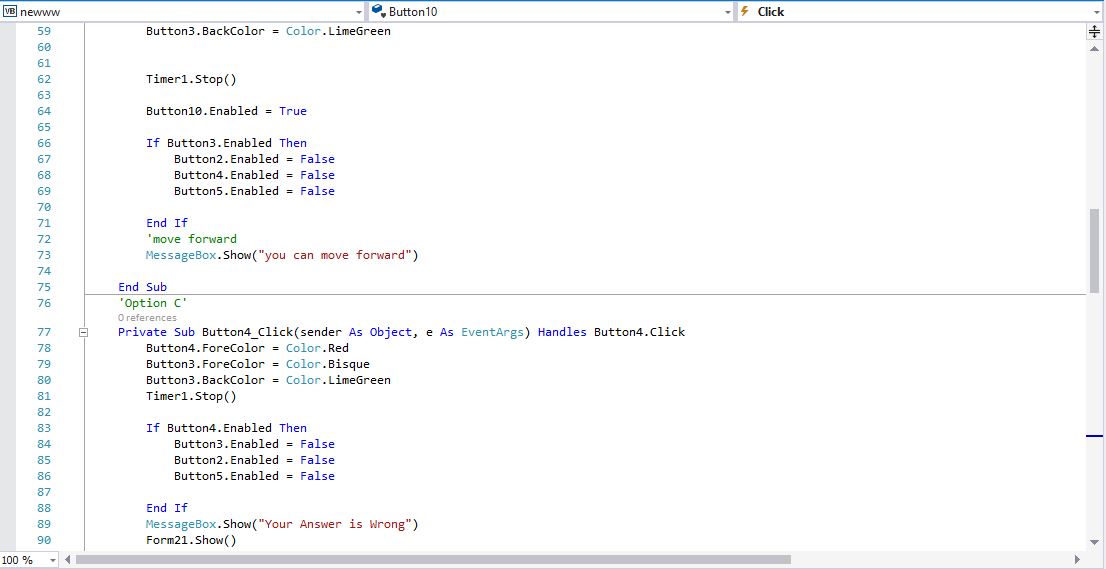 newww Button10 Click
59 Button3.BackColor = Color.LimeGreen
60
61
62 Timer1.Stop()
63
64 Button10.Enabled = True
65
66 If Button3.Enabled Then
67 Button2.Enabled = False
68 Button4.Enabled = False
69 Button5.Enabled = False
70
71 End If
72 'move forward
73 MessageBox.Show("you can move forward")
74
75 End Sub
76 'Option C'
0 references
77 Private Sub Button4_Click(sender As Object, e As EventArgs) Handles Button4.Click
78 Button4.ForeColor = Color.Red
79 Button3.ForeColor = Color.Bisque
80 Button3.BackColor = Color.LimeGreen
81 Timer1.Stop()
82
83 If Button4.Enabled Then
84 Button3.Enabled = False
85 Button2.Enabled = False
86 Button5.Enabled = False
87
88 End If
89 MessageBox.Show("Your Answer is Wrong")
90 Form21.Show()
100 %